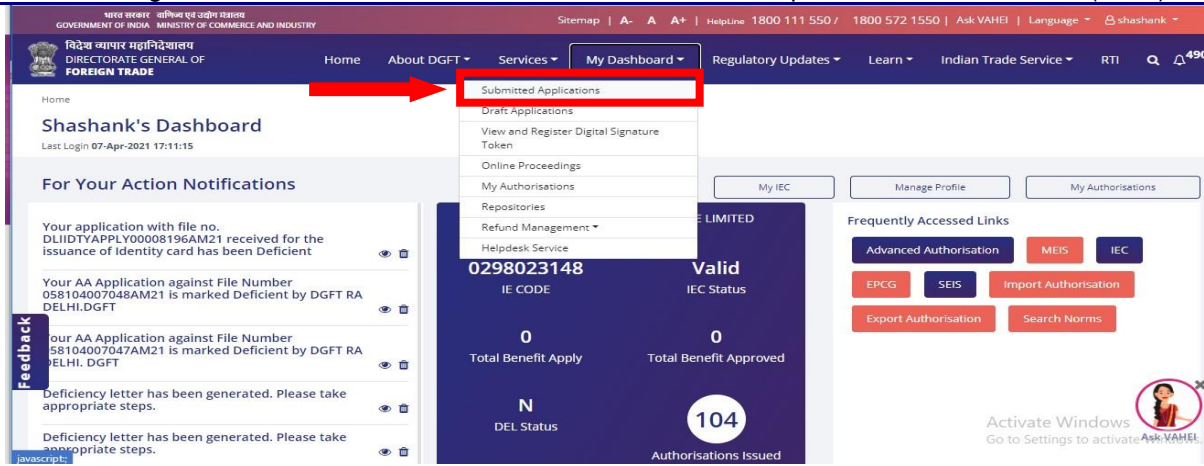 भारत सरकार वाणिज्य एवं उद्योग मंत्रालय
GOVERNMENT OF INDIA MINISTRY OF COMMERCE AND INDUSTRY
Sitemap | A- A A+ | HELPLINE 1800 111 550 / 1800 572 1550 | Ask VAHEI | Language shashank
विदेश व्यापार महानिदेशालय
DIRECTORATE GENERAL OF
FOREIGN TRADE
Home About DGFT Services My Dashboard Regulatory Updates Learn Indian Trade Service RTI 490
Home
Shashank's Dashboard
Last Login 07-Apr-2021 17:11:15
Submitted Applications
Draft Applications
View and Register Digital Signature
Token
Online Proceedings
My Authorisations
Repositories
Refund Management
Helpdesk Service
For Your Action Notifications
My IEC Manage Profile My Authorisations
Your application with file no.
DLIIDTYAPPLY00008196AM21 received for the
issuance of Identity card has been Deficient
Your AA Application against File Number
058104007048AM21 is marked Deficient by DGFT RA
DELHI.DGFT
Your AA Application against File Number
058104007047AM21 is marked Deficient by DGFT RA
DELHI. DGFT
Deficiency letter has been generated. Please take
appropriate steps.
Deficiency letter has been generated. Please take
appropriate steps.
LIMITED
0298023148 Valid
IE CODE IEC Status
0 0
Total Benefit Apply Total Benefit Approved
N 104
DEL Status Authorisations Issued
Frequently Accessed Links
Advanced Authorisation MEIS IEC
EPCG SEIS Import Authorisation
Export Authorisation Search Norms
Feedback
Activate Windows
Go to Settings to activate
Ask VAHEI
javascript:;